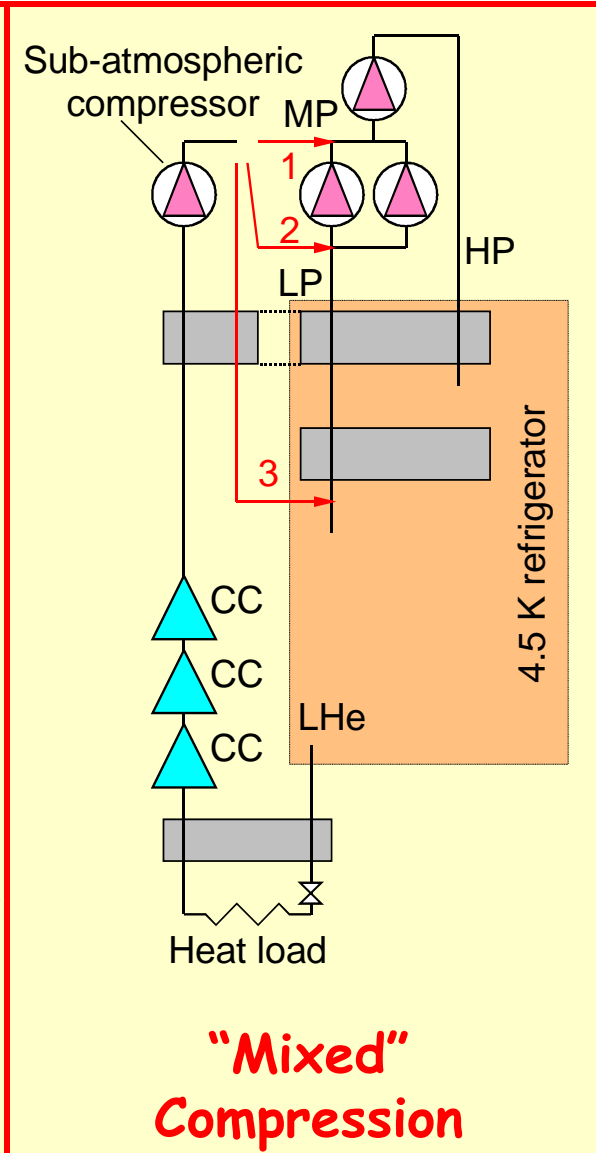 Sub-atmospheric
compressor
MP
1
2
HP
LP
3
4.5 K refrigerator
CC
CC
CC
LHe
Heat load
“Mixed”
Compression